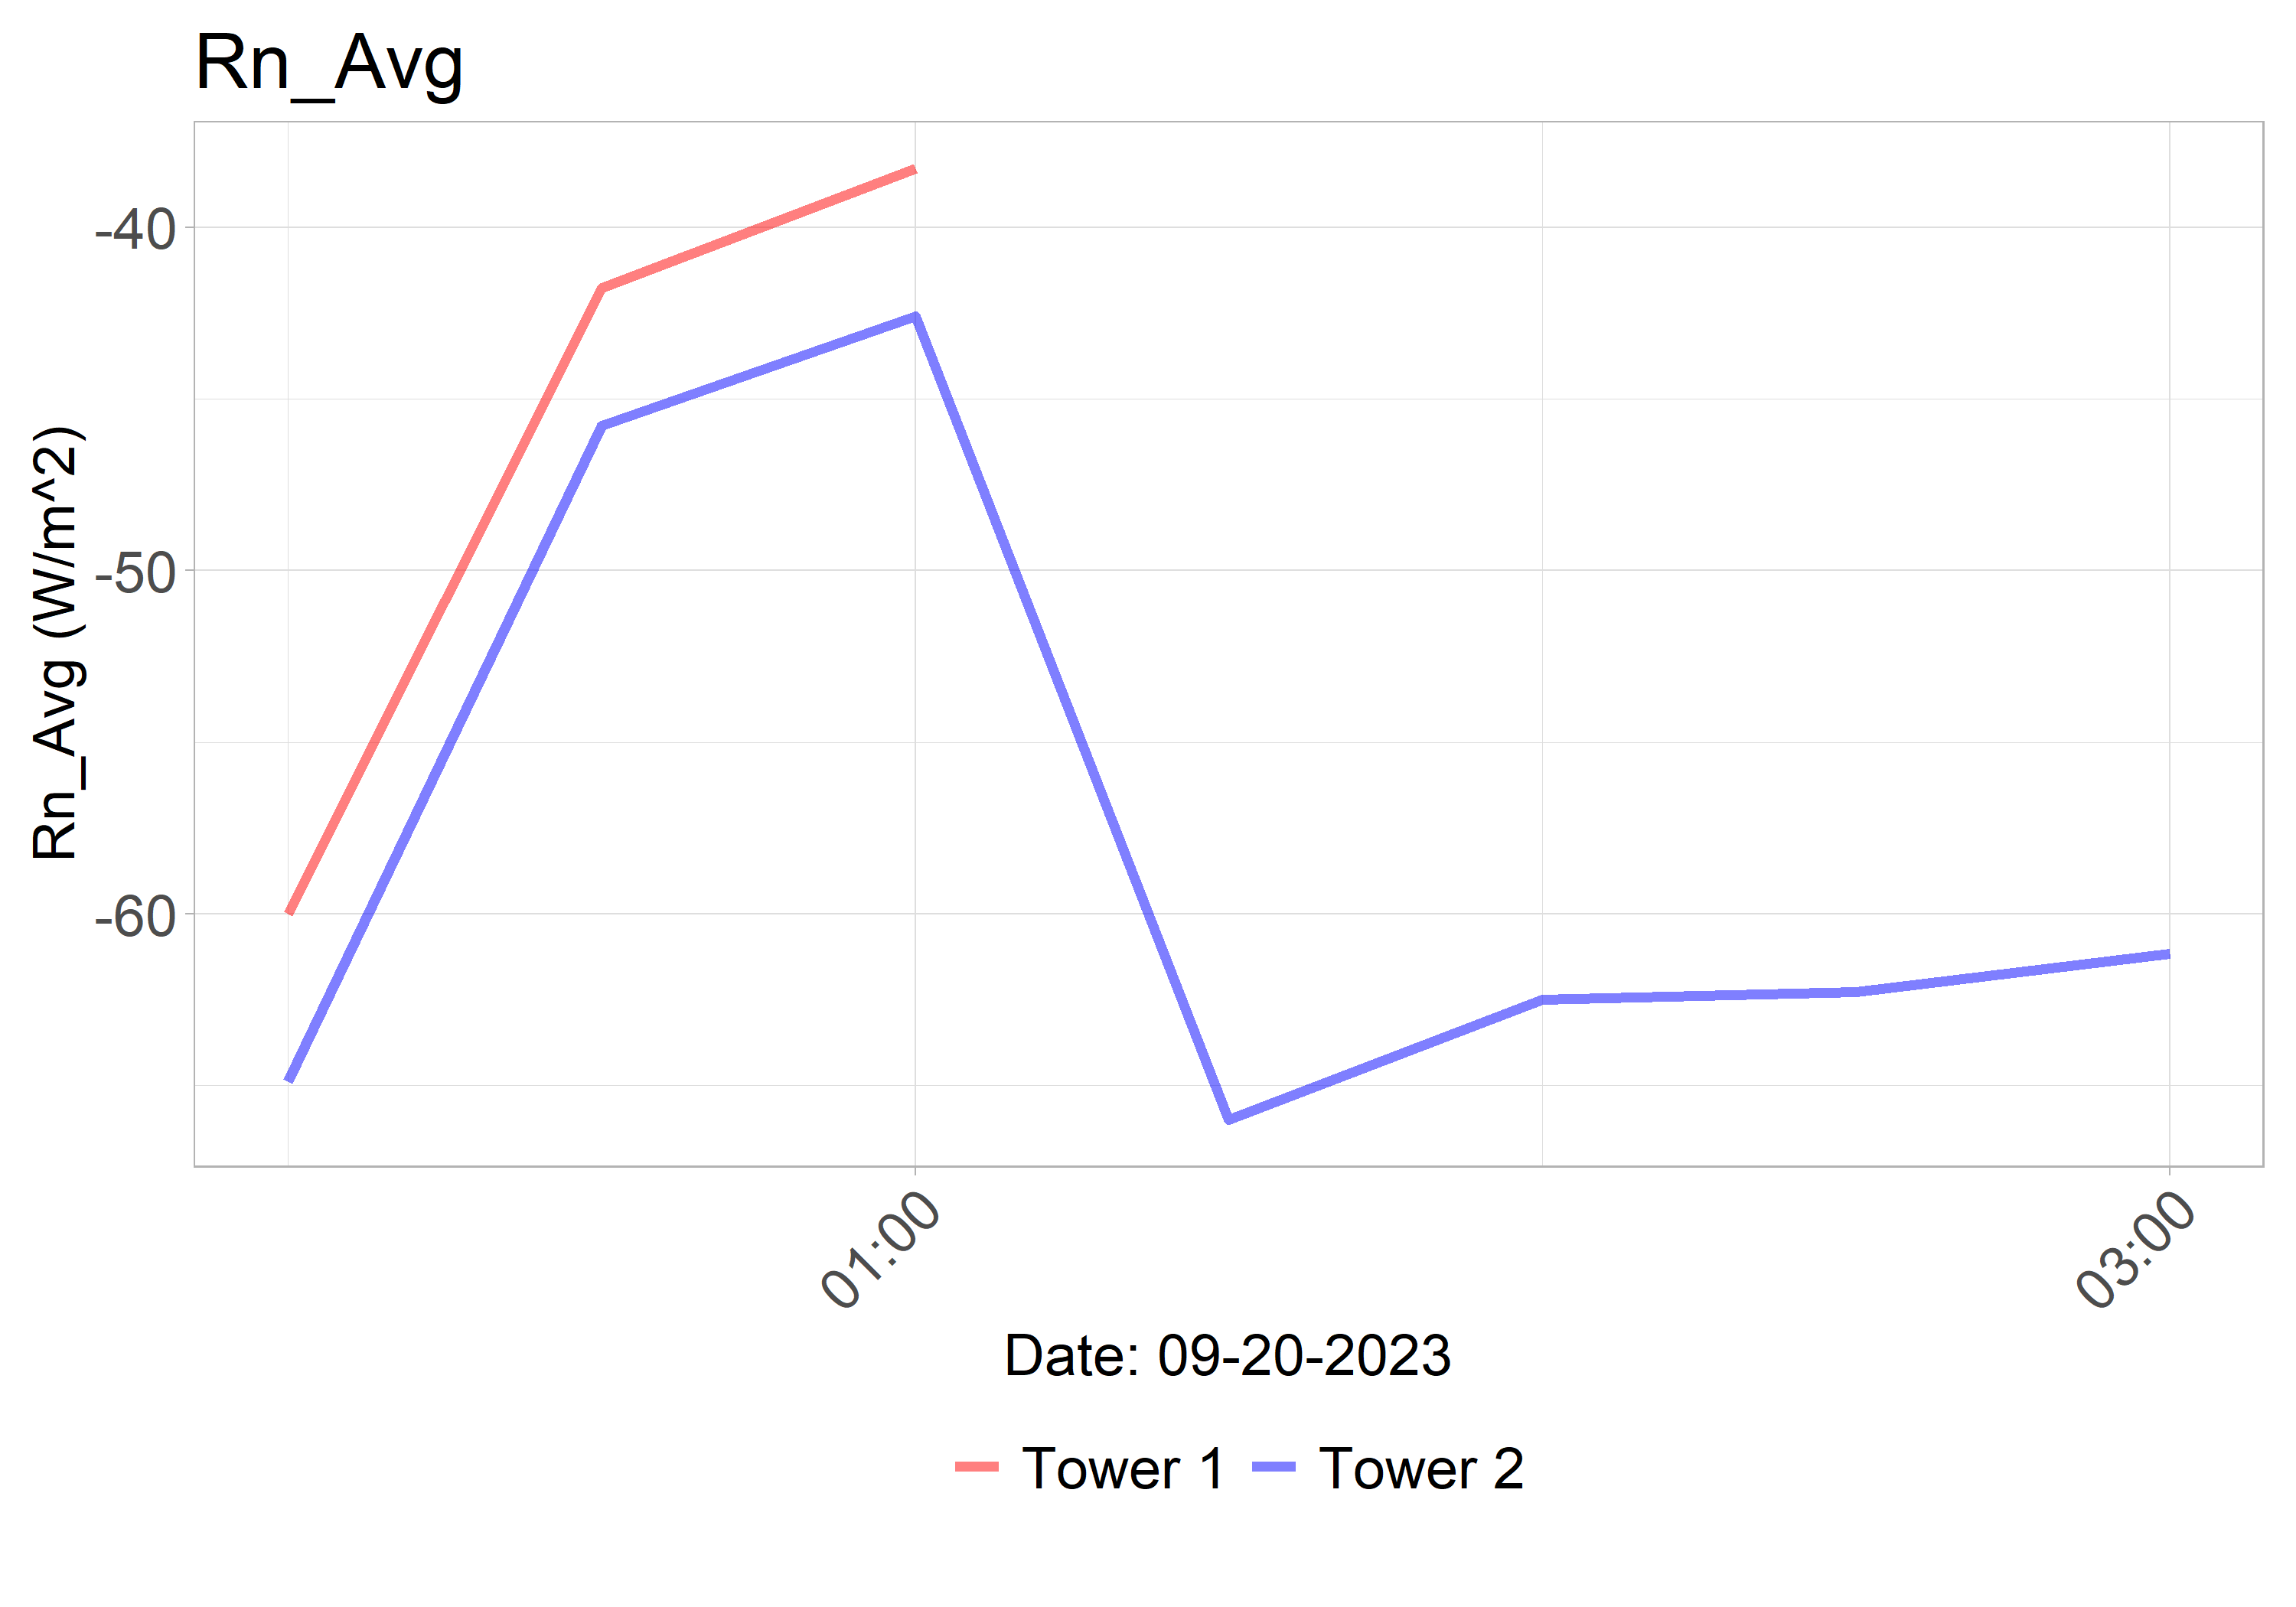 Rn_Avg
Rn_Avg (W/m^2)
-40
-50
-60
01:00
03:00
Date: 09-20-2023
Tower 1
Tower 2